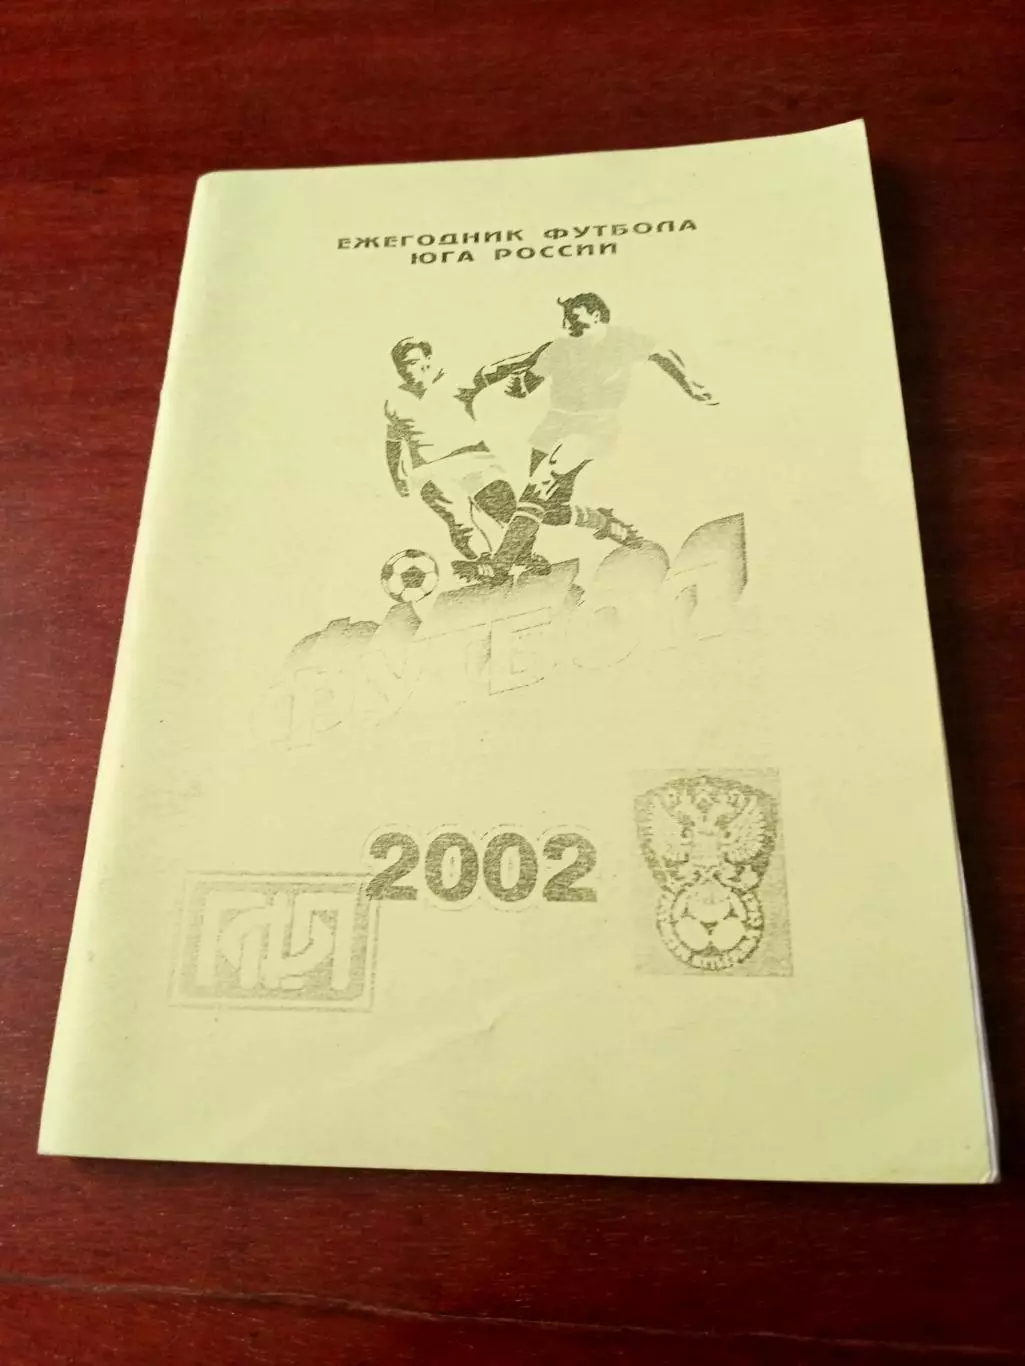 ЕЖЕГОДНИК ФУТБОЛА
ЮГА РОССИИ
ФУТБОЛ
2002
ПФЛ